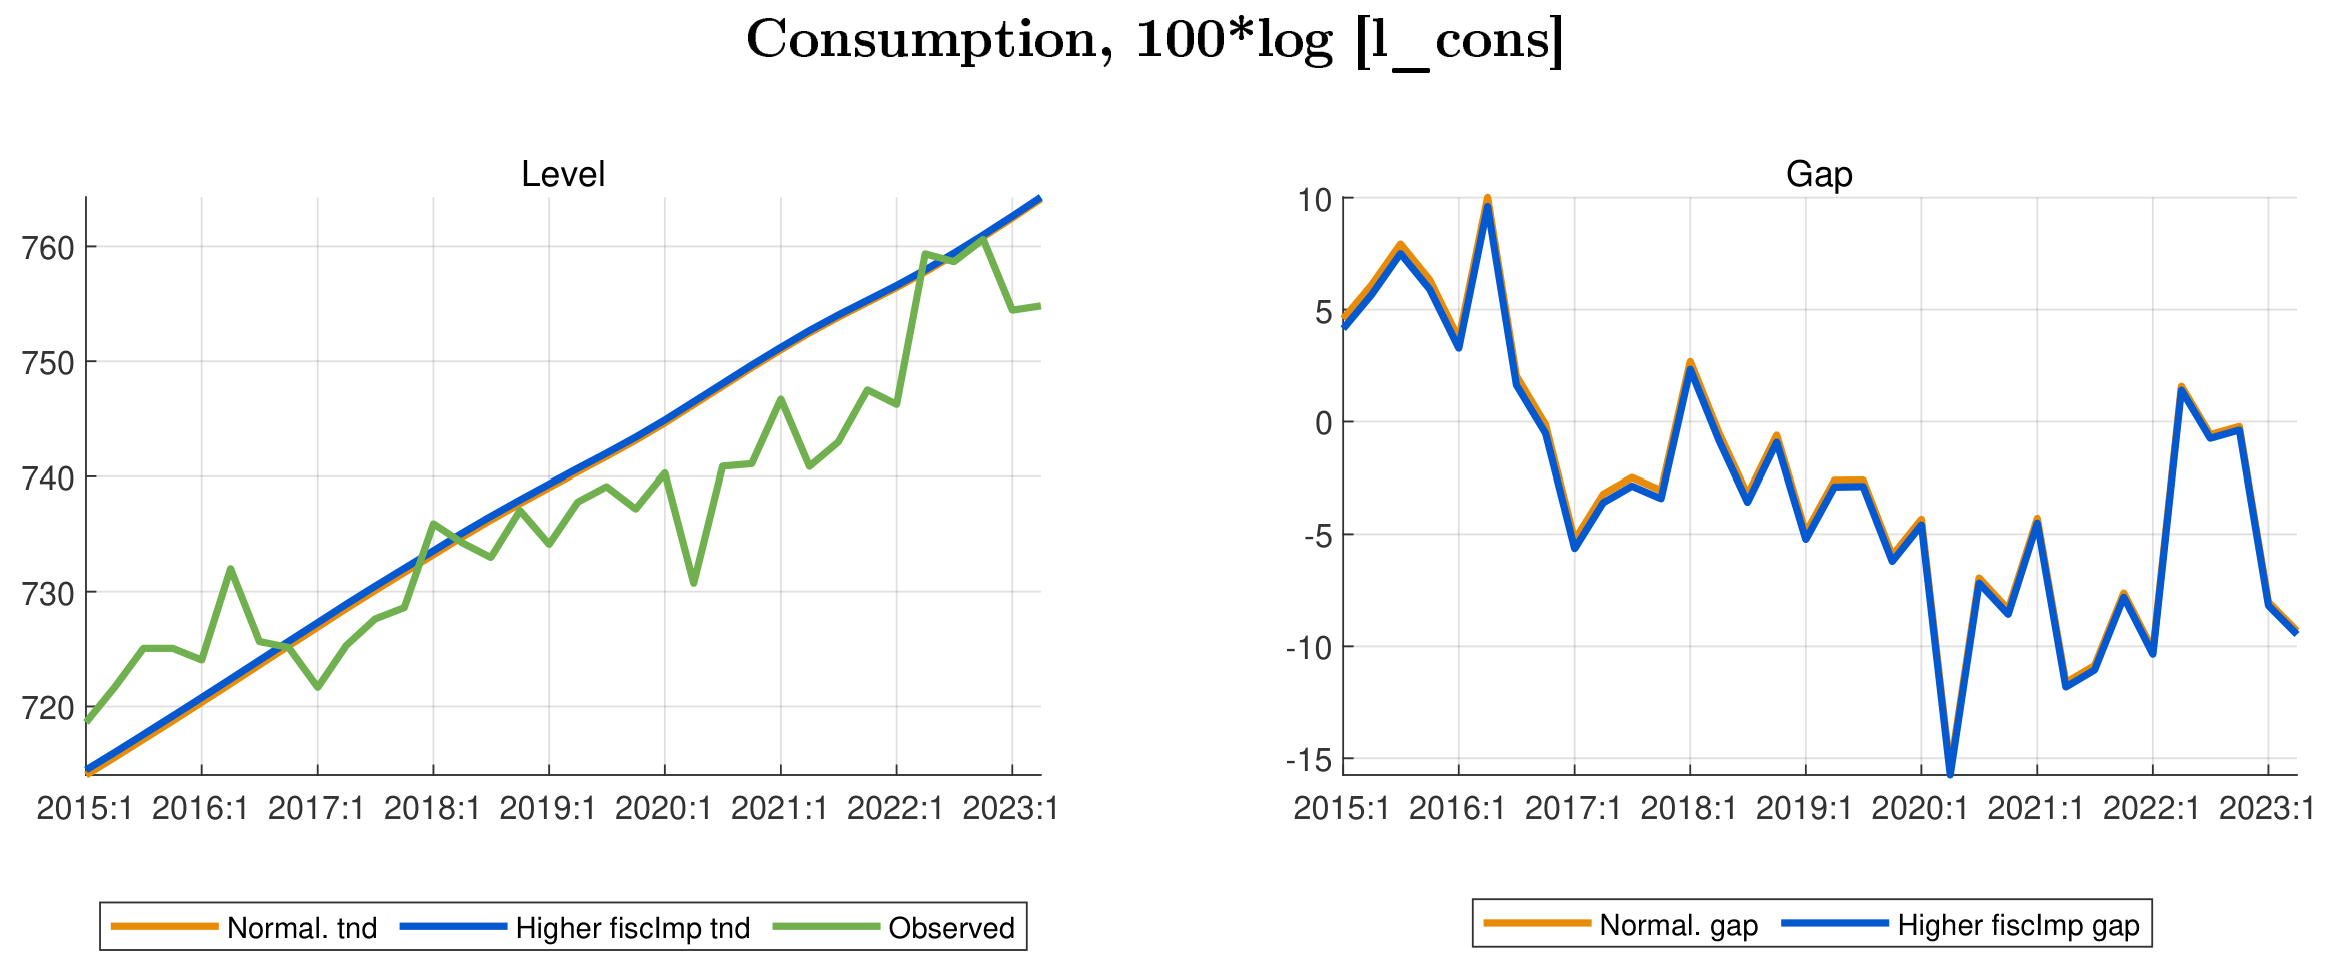 Consumption, 100*log [l_cons]
Level
760
750
740
730
720
2015:1 2016:1 2017:1 2018:1 2019:1 2020:1 2021:1 2022:1 2023:1
Normal. tnd Higher fiscImp tnd Observed
Gap
10
5
0
-5
-10
-15
2015:1 2016:1 2017:1 2018:1 2019:1 2020:1 2021:1 2022:1 2023:1
Normal. gap Higher fiscImp gap